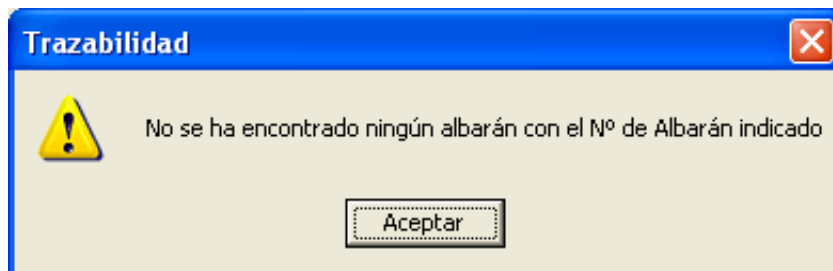 Trazabilidad
No se ha encontrado ningún albarán con el Nº de Albarán indicado
Aceptar